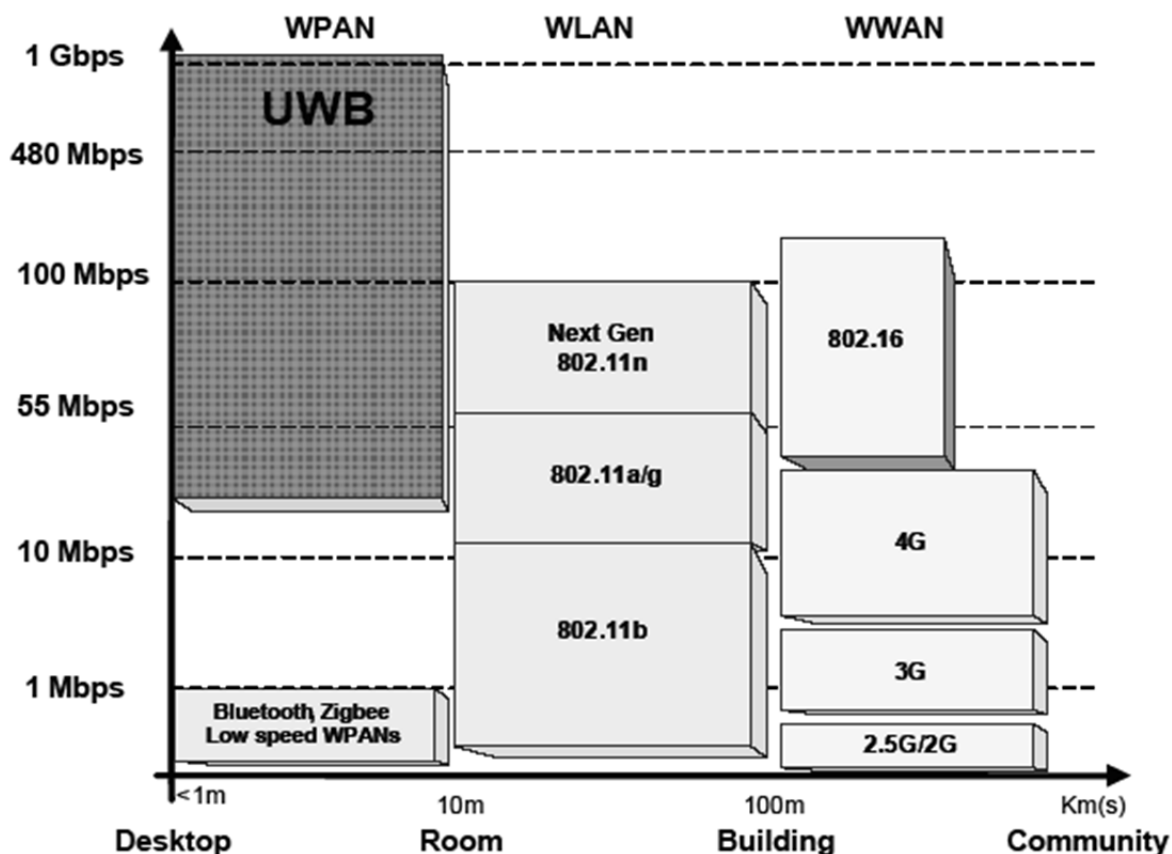 WPAN WLAN WWAN
1 Gbps
UWB
480 Mbps
100 Mbps
Next Gen
802.11n
802.16
55 Mbps
802.11a/g
4G
10 Mbps
802.11b
3G
1 Mbps
Bluetooth, Zigbee
Low speed WPANs
2.5G/2G
<1m 10m 100m Km(s)
Desktop Room Building Community